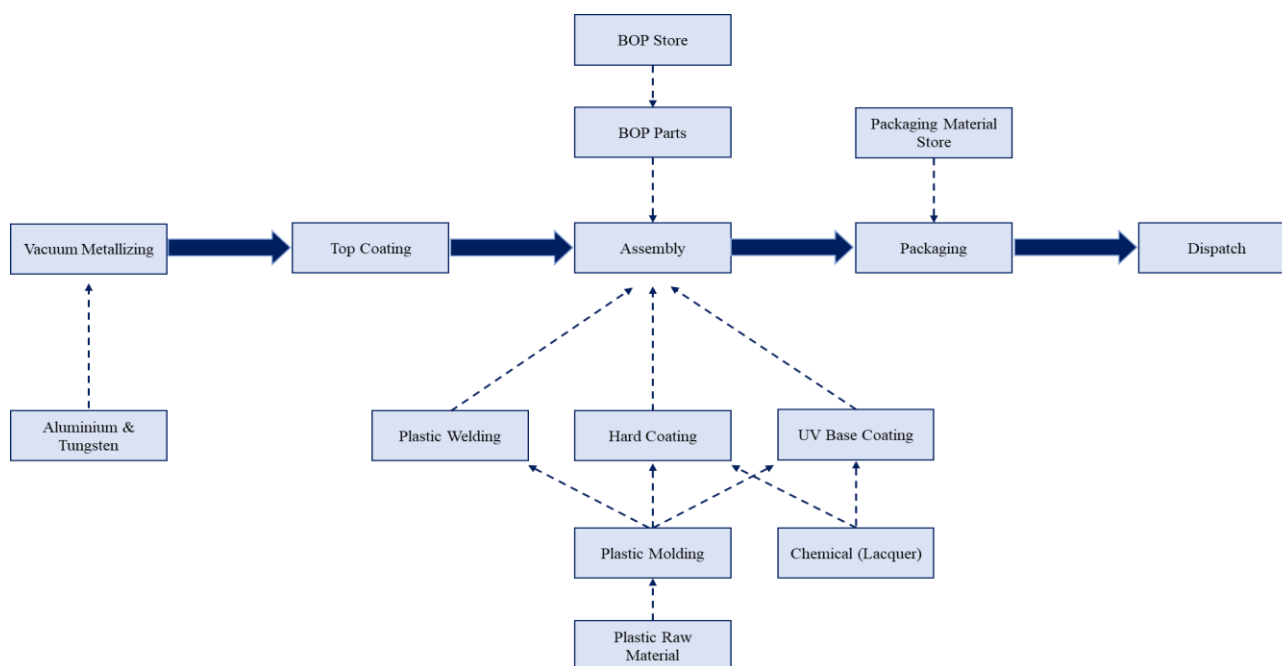 BOP Store
BOP Parts
Packaging Material
Store
Vacuum Metallizing
Top Coating
Assembly
Packaging
Dispatch
Aluminium &
Tungsten
Plastic Welding
Hard Coating
UV Base Coating
Plastic Molding
Chemical (Lacquer)
Plastic Raw
Material